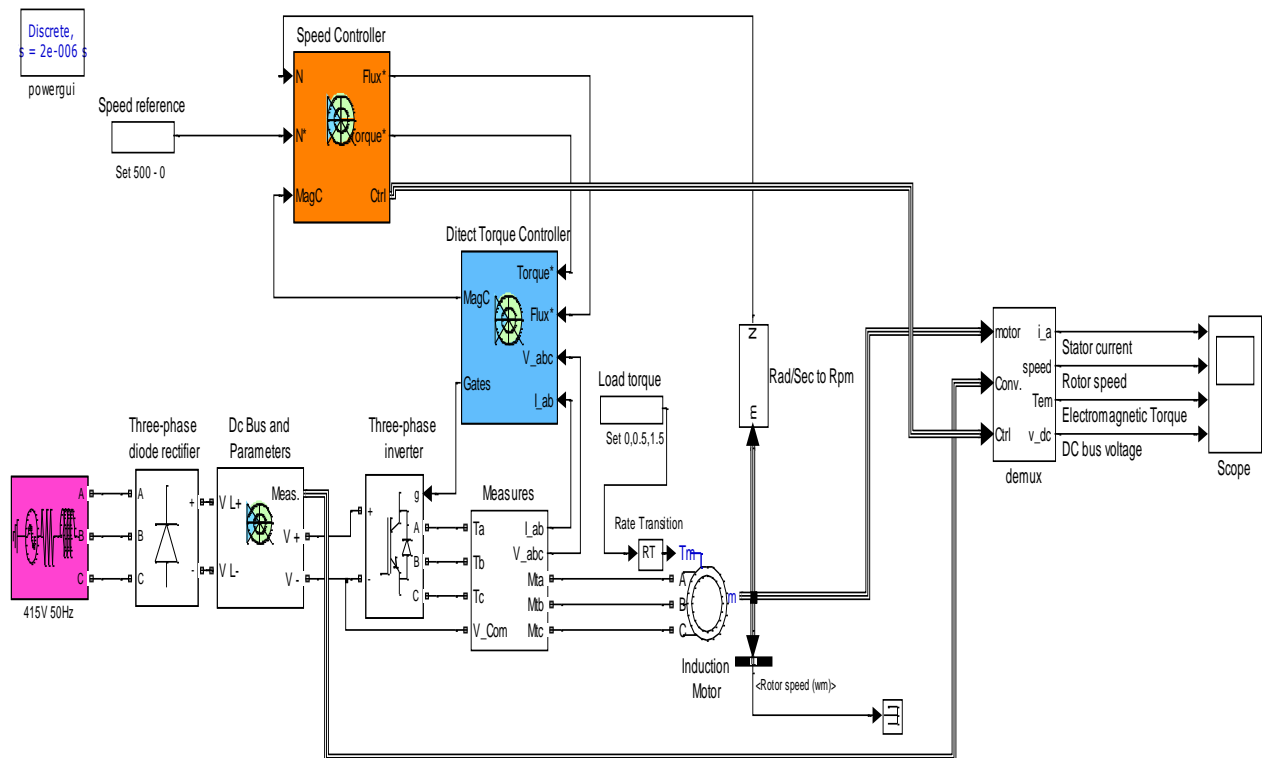 Discrete,
s = 2e-006 s
powergui
Speed reference
Set 500 - 0
Speed Controller
N
N*
MagC
Flux*
Torque*
Ctrl
Ditect Torque Controller
MagC
Gates
Torque*
Flux*
V_abc
I_ab
Load torque
Set 0,0.5,1.5
N
m
Rad/Sec to Rpm
motor
Conv.
Ctrl
i_a
speed
Tem
v_dc
demux
Stator current
Rotor speed
Electromagnetic Torque
DC bus voltage
Scope
A
B
C
415V 50Hz
Three-phase
diode rectifier
A
B
C
+
-
Dc Bus and
Parameters
V L+
V L-
Meas.
V +
V -
Three-phase
inverter
g
+
-
A
B
C
Measures
Ta
Tb
Tc
V_Com
I_ab
V_abc
Mta
Mtb
Mtc
Rate Transition
RT
Tm
A
B
C
m
Induction
Motor
<Rotor speed (wm)>